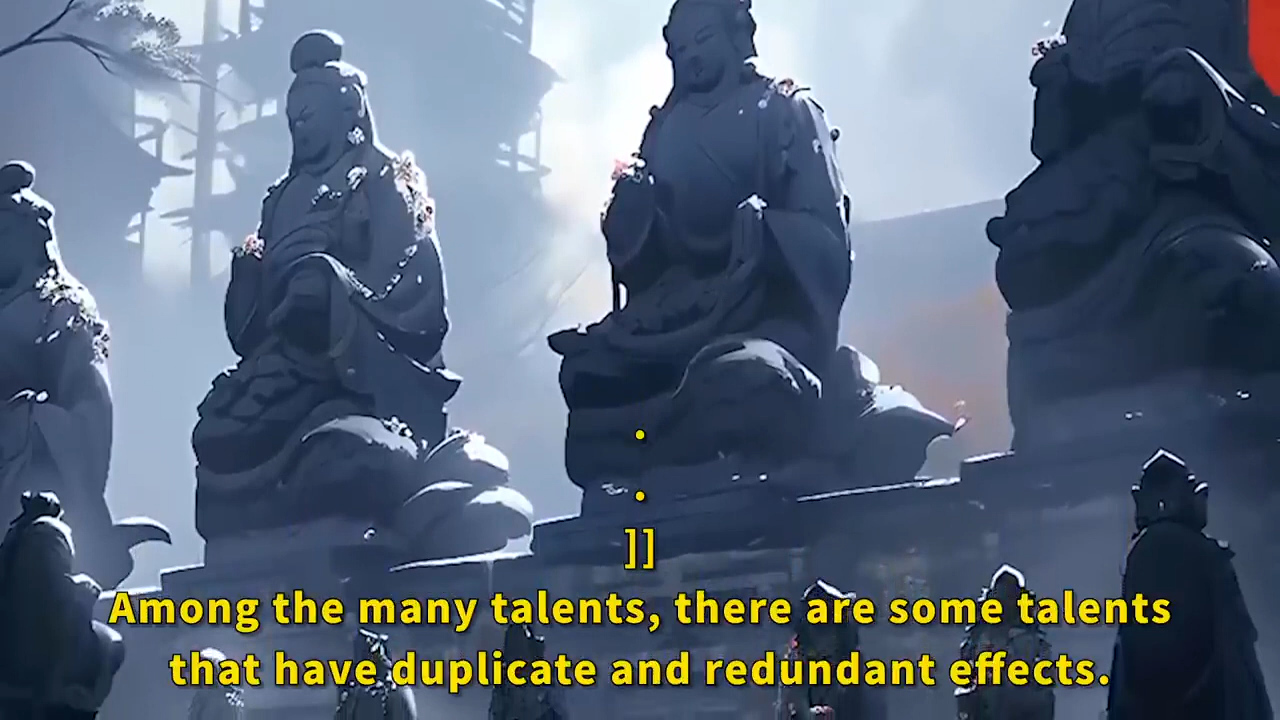 .
.
]]
Among the many talents, there are some talents
that have duplicate and redundant effects.